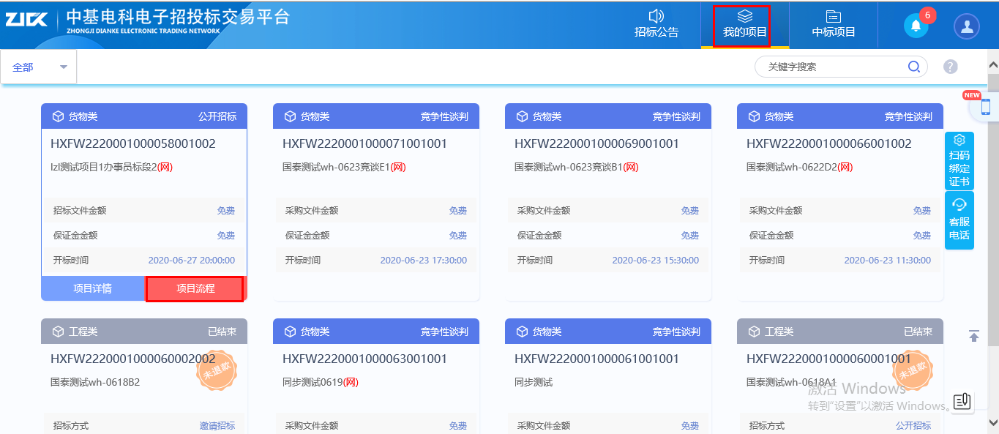 ZJCK 中基电科电子招投标交易平台
ZHONGJI DIANKE ELECTRONIC TRADING NETWORK
招标公告
我的项目
中标项目
6
全部
关键字搜索
?
NEW
扫码
绑定
证书
客服
电话
货物类 公开招标
HXFW2220001000058001002
lzl测试项目1办事员标段2(网)
招标文件金额 免费
保证金金额 免费
开标时间 2020-06-27 20:00:00
项目详情 项目流程
货物类 竞争性谈判
HXFW2220001000071001001
国泰测试wh-0623竞谈E1(网)
采购文件金额 免费
保证金金额 免费
开标时间 2020-06-23 17:30:00
货物类 竞争性谈判
HXFW2220001000069001001
国泰测试wh-0623竞谈B1(网)
采购文件金额 免费
保证金金额 免费
开标时间 2020-06-23 15:30:00
货物类 竞争性谈判
HXFW2220001000066001002
国泰测试wh-0622D2(网)
采购文件金额 免费
保证金金额 免费
开标时间 2020-06-23 11:30:00
工程类 已结束
HXFW2220001000060002002
未退款
国泰测试wh-0618B2
招标方式 邀请招标
货物类 竞争性谈判
HXFW2220001000063001001
同步测试0619(网)
采购文件金额 免费
货物类 竞争性谈判
HXFW2220001000061001001
同步测试
采购文件金额 免费
工程类 已结束
HXFW2220001000060001001
未退款
国泰测试wh-0618A1
招标方式 公开招标
激活 Windows
转到"设置"以激活 Windows。